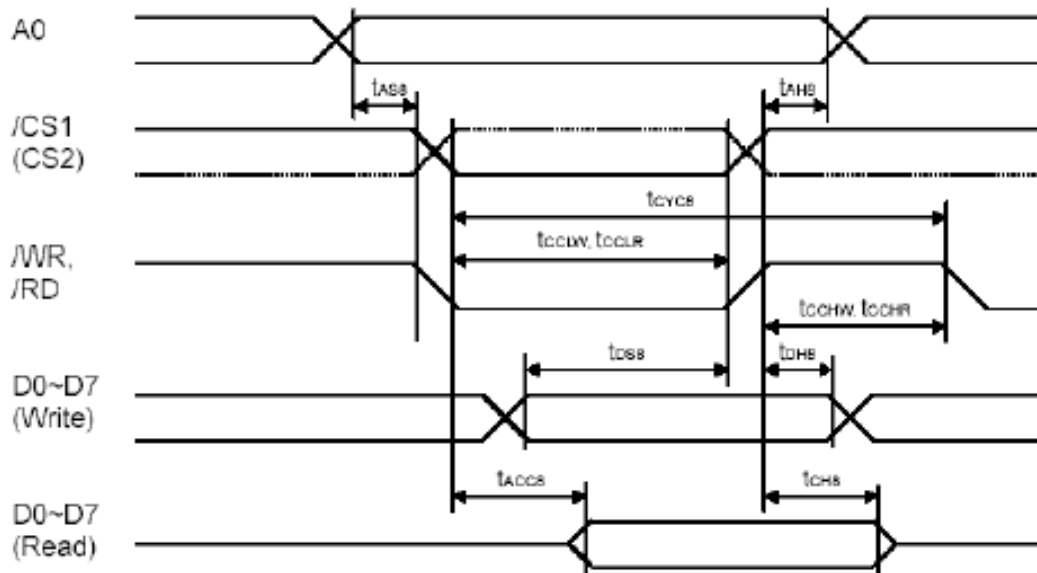 A0
tAS8
tAH8
/CS1
(CS2)
tCYC8
tCCLW, tCCLR
/WR,
/RD
tCCHW, tCCHR
tDS8
tDH8
D0~D7
(Write)
tACC8
tCH8
D0~D7
(Read)